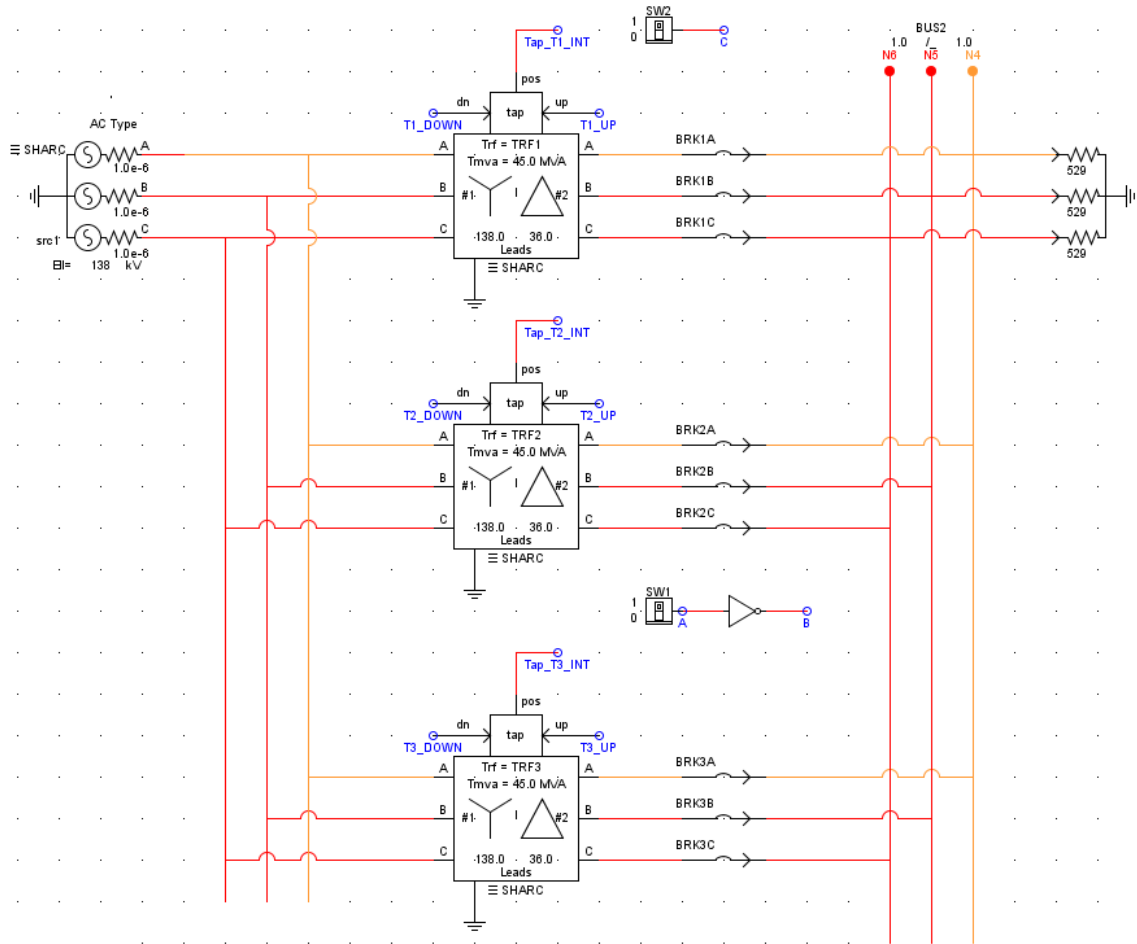 SW2
1
0
C
BUS2
1.0 /_ 1.0
N6 N5 N4
Tap_T1_INT
pos
dn tap up
T1_DOWN T1_UP
AC Type
SHARC
A
1.0e-6
B
1.0e-6
C
1.0e-6
src1
138 kV
A Trf = TRF1 A
Tmva = 45.0 MVA
B #1 #2 B
C 138.0 36.0 C
Leads
SHARC
BRK1A
BRK1B
BRK1C
529
529
529
Tap_T2_INT
pos
dn tap up
T2_DOWN T2_UP
A Trf = TRF2 A
Tmva = 45.0 MVA
B #1 #2 B
C 138.0 36.0 C
Leads
SHARC
BRK2A
BRK2B
BRK2C
SW1
1
0
A B
Tap_T3_INT
pos
dn tap up
T3_DOWN T3_UP
A Trf = TRF3 A
Tmva = 45.0 MVA
B #1 #2 B
C 138.0 36.0 C
Leads
SHARC
BRK3A
BRK3B
BRK3C